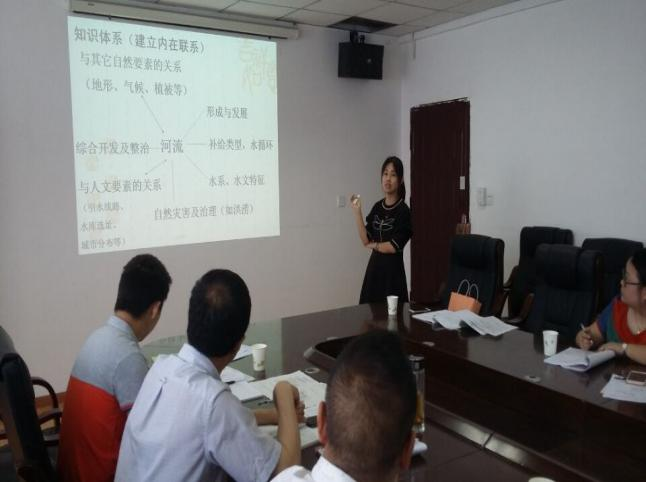 知识体系（建立内在联系）
与其它自然要素的关系
（地形、气候、植被等）
形成与发展
综合开发及整治
河流
补给类型，水循环
与人文要素的关系
水系、水文特征
（引水线路、
自然灾害及治理（如洪涝）
水库选址、
城市分布等）